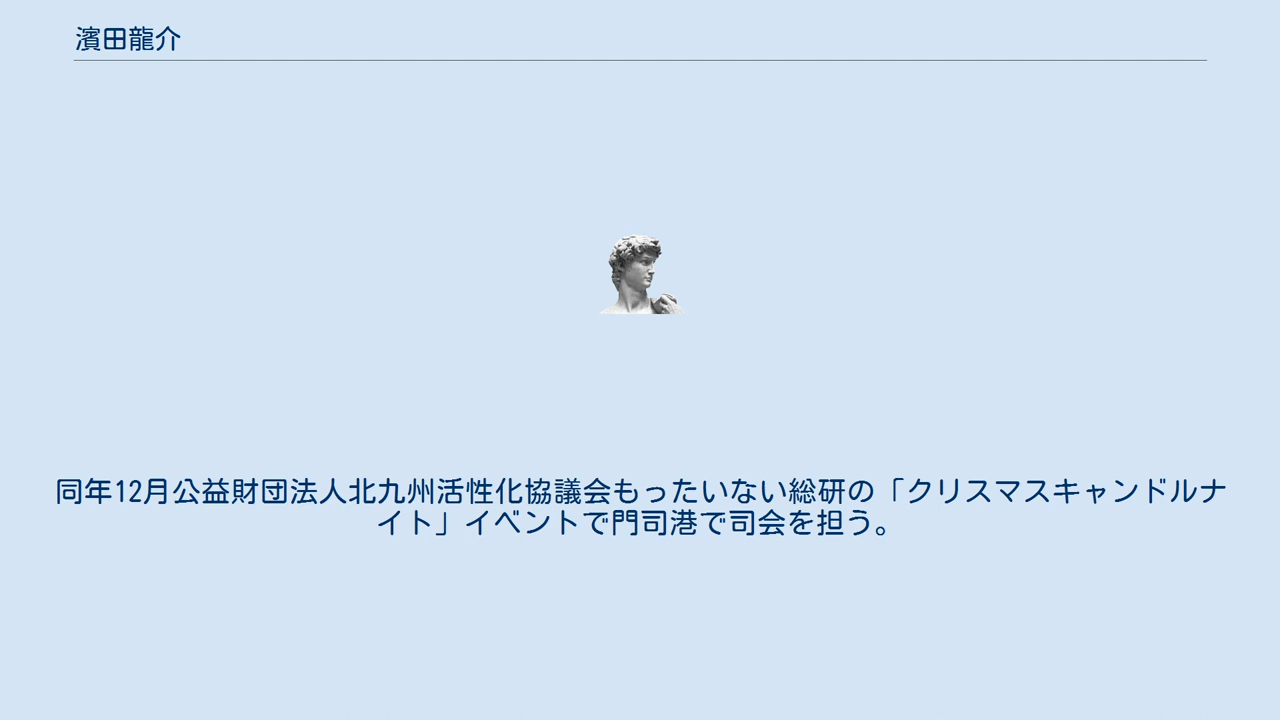 濱田龍介
同年12月公益財団法人北九州活性化協議会もったいない総研の「クリスマスキャンドルナ
イト」イベントで門司港で司会を担う。